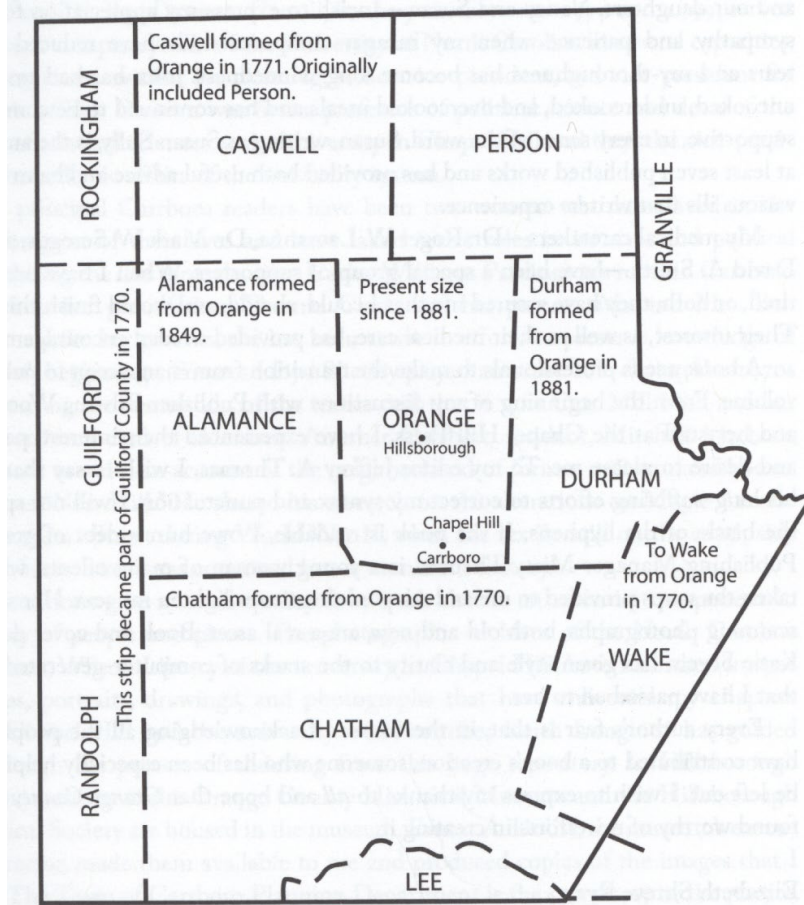 Caswell formed from
Orange in 1771. Originally
included Person.
ROCKINGHAM
CASWELL
PERSON
GRANVILLE
Alamance formed
from Orange in
1849.
Present size
since 1881.
Durham
formed
from
Orange in
1881.
This strip became part of Guilford County in 1770.
GUILFORD
ALAMANCE
ORANGE
Hillsborough
DURHAM
Chapel Hill
Carrboro
To Wake
from Orange
in 1770.
Chatham formed from Orange in 1770.
WAKE
RANDOLPH
CHATHAM
LEE